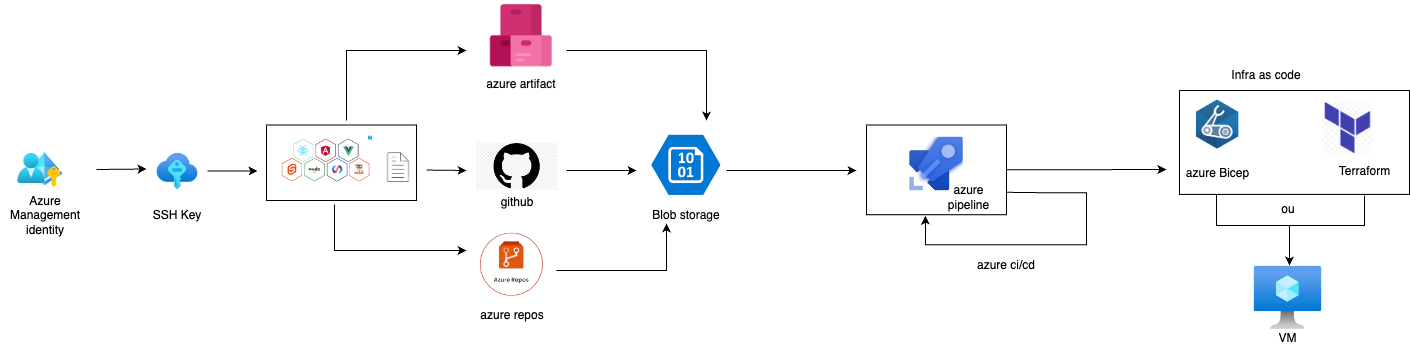 azure artifact
Infra as code
Azure
Management
identity
SSH Key
node
github
Azure Repos
azure repos
10
01
Blob storage
azure
pipeline
azure ci/cd
azure Bicep
Terraform
ou
VM